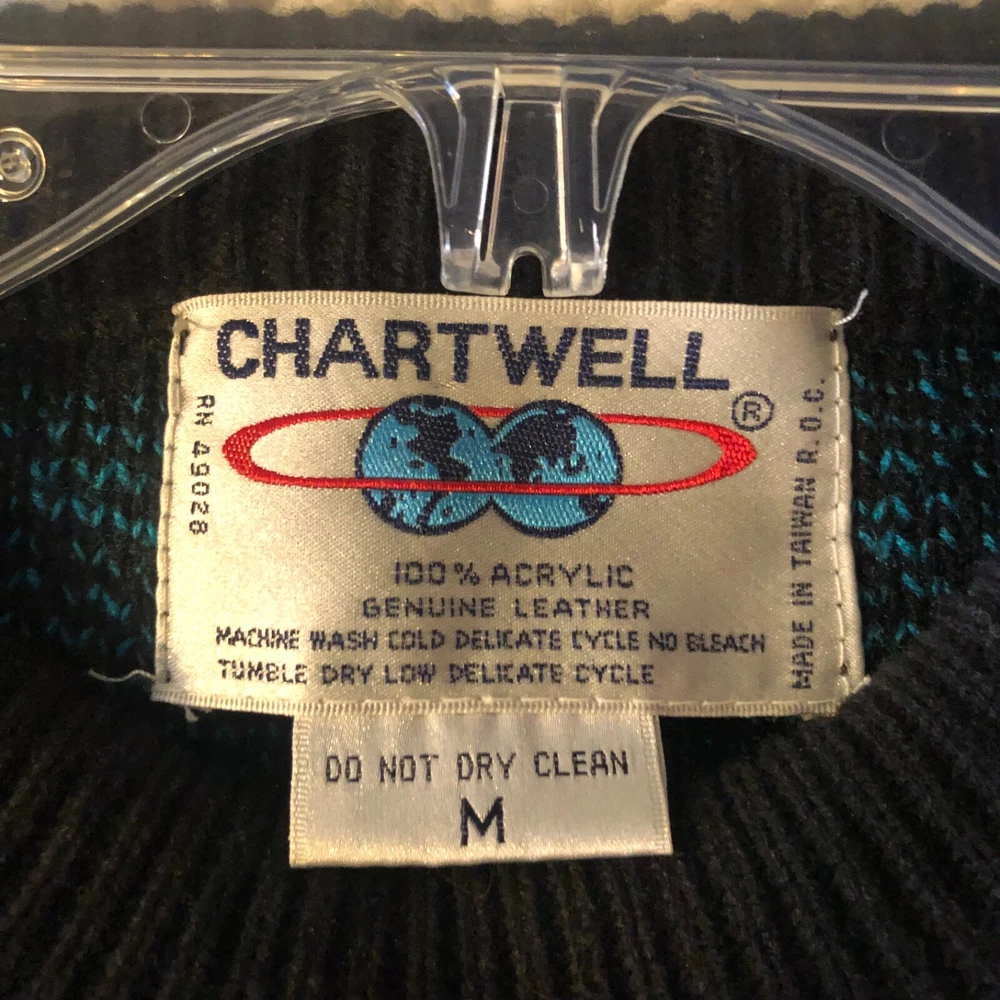 CHARTWELL
®
RN 49028
MADE IN TAIWAN R.O.C.
100% ACRYLIC
GENUINE LEATHER
MACHINE WASH COLD DELICATE CYCLE NO BLEACH
TUMBLE DRY LOW DELICATE CYCLE
DO NOT DRY CLEAN
M